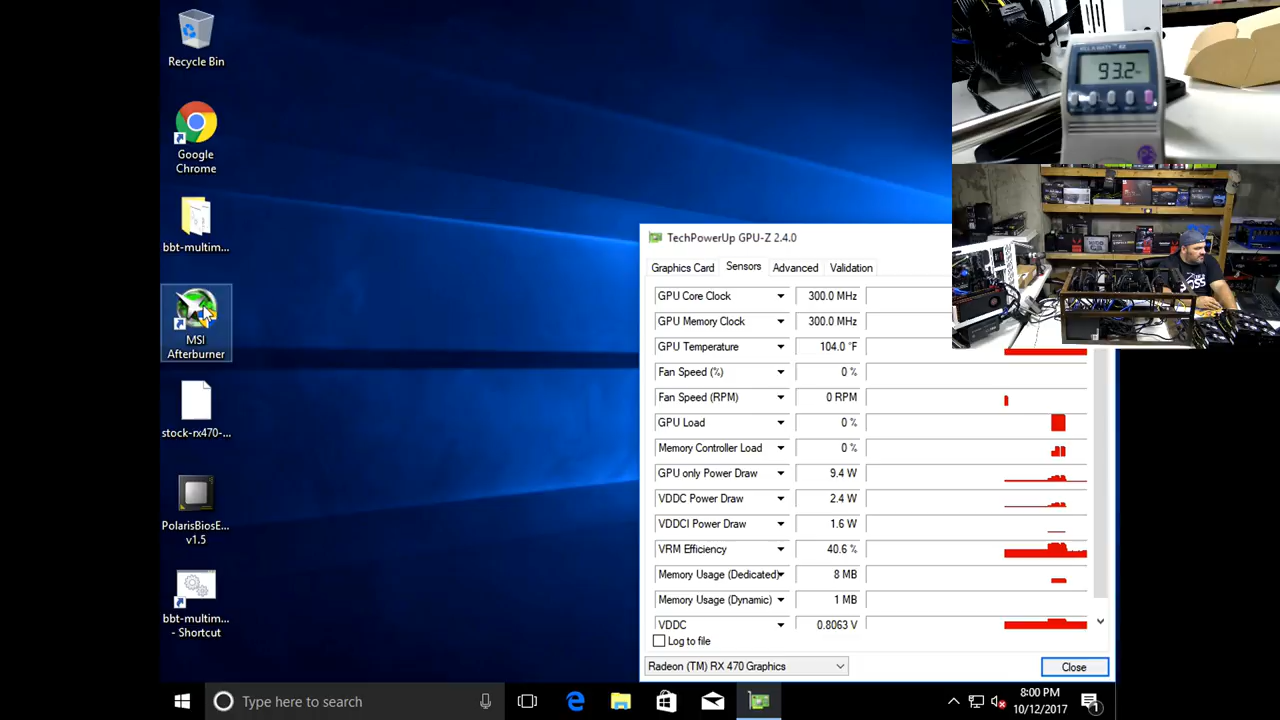 Recycle Bin
Google
Chrome
bbt-multim...
MSI
Afterburner
stock-rx470-...
PolarisBiosE...
v1.5
bbt-multim...
- Shortcut
93.2
TechPowerUp GPU-Z 2.4.0
Graphics Card Sensors Advanced Validation
GPU Core Clock 300.0 MHz
GPU Memory Clock 300.0 MHz
GPU Temperature 104.0 °F
Fan Speed (%) 0 %
Fan Speed (RPM) 0 RPM
GPU Load 0 %
Memory Controller Load 0 %
GPU only Power Draw 9.4 W
VDDC Power Draw 2.4 W
VDDCI Power Draw 1.6 W
VRM Efficiency 40.6 %
Memory Usage (Dedicated) 8 MB
Memory Usage (Dynamic) 1 MB
VDDC 0.8063 V
Log to file
Radeon (TM) RX 470 Graphics Close
Type here to search
8:00 PM
10/12/2017
1